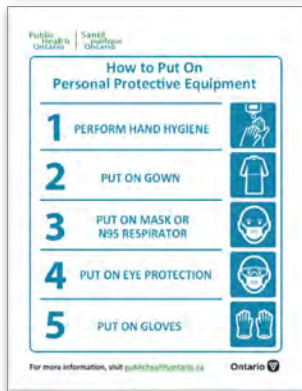 Public Health Ontario
Santé publique Ontario
How to Put On
Personal Protective Equipment
1 PERFORM HAND HYGIENE
2 PUT ON GOWN
3 PUT ON MASK OR
N95 RESPIRATOR
4 PUT ON EYE PROTECTION
5 PUT ON GLOVES
For more information, visit publichealthontario.ca
Ontario